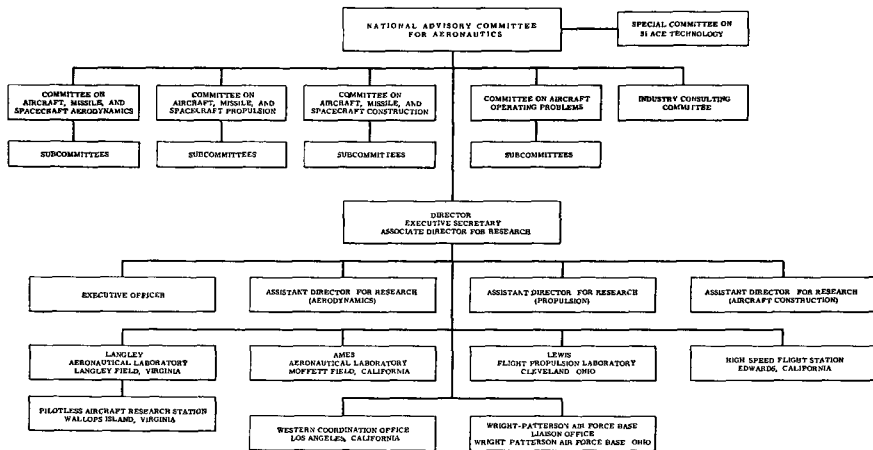 NATIONAL ADVISORY COMMITTEE
FOR AERONAUTICS
SPECIAL COMMITTEE ON
SI ACE TECHNOLOGY
COMMITTEE ON
AIRCRAFT, MISSILE, AND
SPACECRAFT AERODYNAMICS
COMMITTEE ON
AIRCRAFT, MISSILE, AND
SPACECRAFT PROPULSION
COMMITTEE ON
AIRCRAFT, MISSILE, AND
SPACECRAFT CONSTRUCTION
COMMITTEE ON AIRCRAFT
OPERATING PROBLEMS
INDUSTRY CONSULTING
COMMITTEE
SUBCOMMITTEES
SUBCOMMITTEES
SUBCOMMITTEES
SUBCOMMITTEES
DIRECTOR
EXECUTIVE SECRETARY
ASSOCIATE DIRECTOR FOR RESEARCH
EXECUTIVE OFFICER
ASSISTANT DIRECTOR FOR RESEARCH
(AERODYNAMICS)
ASSISTANT DIRECTOR FOR RESEARCH
(PROPULSION)
ASSISTANT DIRECTOR FOR RESEARCH
(AIRCRAFT CONSTRUCTION)
LANGLEY
AERONAUTICAL LABORATORY
LANGLEY FIELD, VIRGINIA
AMES
AERONAUTICAL LABORATORY
MOFFETT FIELD, CALIFORNIA
LEWIS
FLIGHT PROPULSION LABORATORY
CLEVELAND OHIO
HIGH SPEED FLIGHT STATION
EDWARDS, CALIFORNIA
PILOTLESS AIRCRAFT RESEARCH STATION
WALLOPS ISLAND, VIRGINIA
WESTERN COORDINATION OFFICE
LOS ANGELES, CALIFORNIA
WRIGHT-PATTERSON AIR FORCE BASE
LIAISON OFFICE
WRIGHT PATTERSON AIR FORCE BASE OHIO